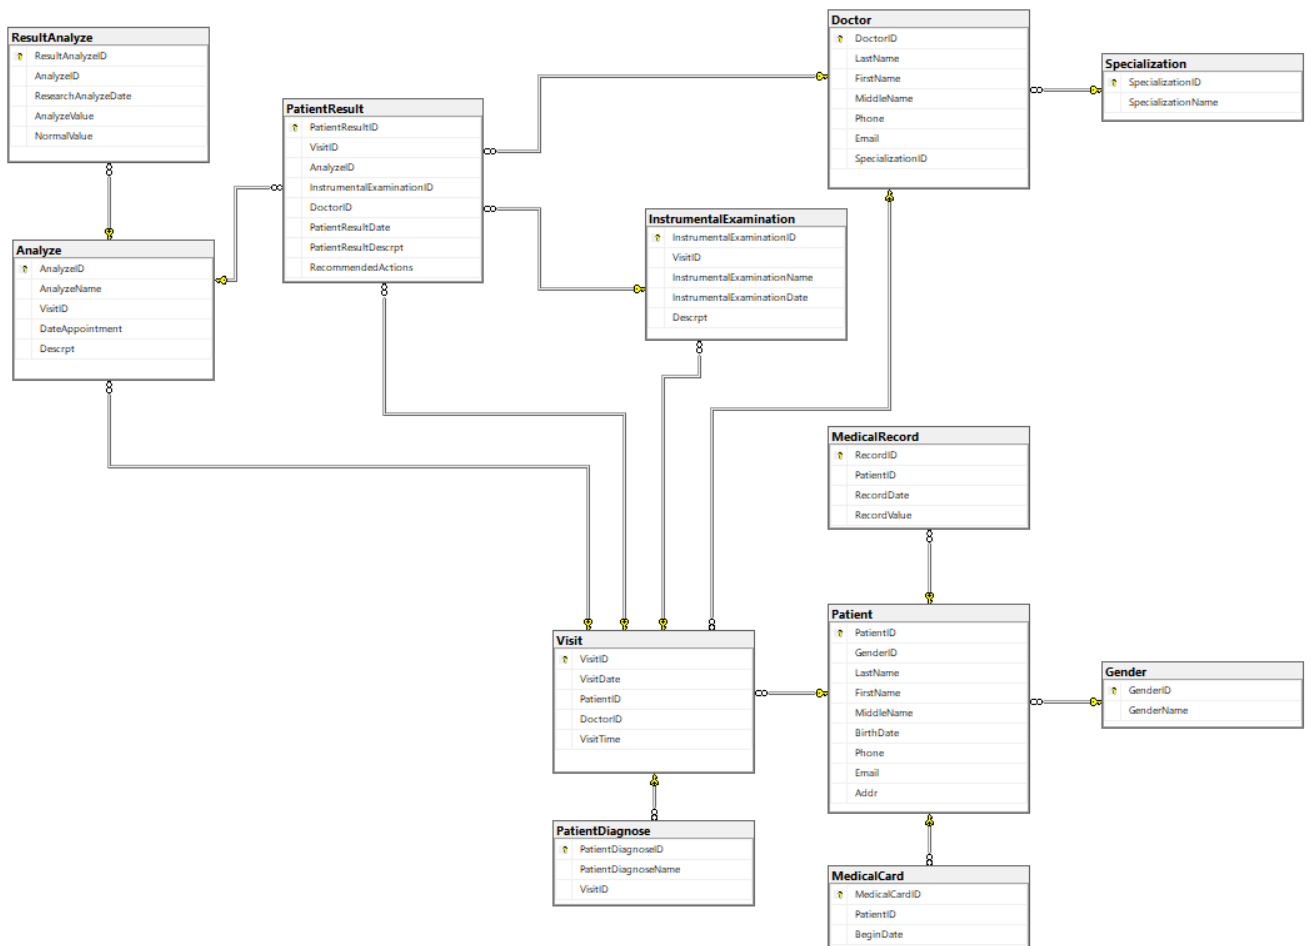 ResultAnalyze
ResultAnalyzeID
AnalyzeID
ResearchAnalyzeDate
AnalyzeValue
NormalValue
Analyze
AnalyzeID
AnalyzeName
VisitID
DateAppointment
Descrpt
PatientResult
PatientResultID
VisitID
AnalyzeID
InstrumentalExaminationID
DoctorID
PatientResultDate
PatientResultDescrpt
RecommendedActions
InstrumentalExamination
InstrumentalExaminationID
VisitID
InstrumentalExaminationName
InstrumentalExaminationDate
Descrpt
Doctor
DoctorID
LastName
FirstName
MiddleName
Phone
Email
SpecializationID
Specialization
SpecializationID
SpecializationName
MedicalRecord
RecordID
PatientID
RecordDate
RecordValue
Visit
VisitID
VisitDate
PatientID
DoctorID
VisitTime
Patient
PatientID
GenderID
LastName
FirstName
MiddleName
BirthDate
Phone
Email
Addr
Gender
GenderID
GenderName
PatientDiagnose
PatientDiagnoseID
PatientDiagnoseName
VisitID
MedicalCard
MedicalCardID
PatientID
BeginDate